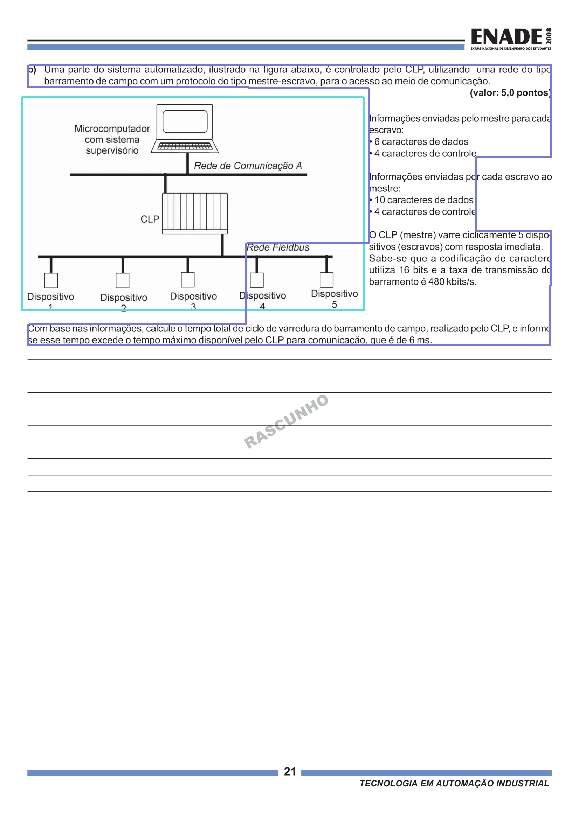 ENADE 2008
EXAME NACIONAL DE DESEMPENHO DOS ESTUDANTES
b) Uma parte do sistema automatizado, ilustrado na figura abaixo, é controlado pelo CLP, utilizando uma rede do tipo
barramento de campo com um protocolo do tipo mestre-escravo, para o acesso ao meio de comunicação.
(valor: 5,0 pontos)
Microcomputador
com sistema
supervisório
Rede de Comunicação A
CLP
Rede Fieldbus
Dispositivo
1
Dispositivo
2
Dispositivo
3
Dispositivo
4
Dispositivo
5
Informações enviadas pelo mestre para cada
escravo:
• 6 caracteres de dados
• 4 caracteres de controle
Informações enviadas por cada escravo ao
mestre:
• 10 caracteres de dados
• 4 caracteres de controle
O CLP (mestre) varre ciclicamente 5 dispo-
sitivos (escravos) com resposta imediata.
Sabe-se que a codificação de caractere
utiliza 16 bits e a taxa de transmissão do
barramento é 480 kbits/s.
Com base nas informações, calcule o tempo total de ciclo de varredura do barramento de campo, realizado pelo CLP, e informe
se esse tempo excede o tempo máximo disponível pelo CLP para comunicação, que é de 6 ms.
RASCUNHO
21
TECNOLOGIA EM AUTOMAÇÃO INDUSTRIAL